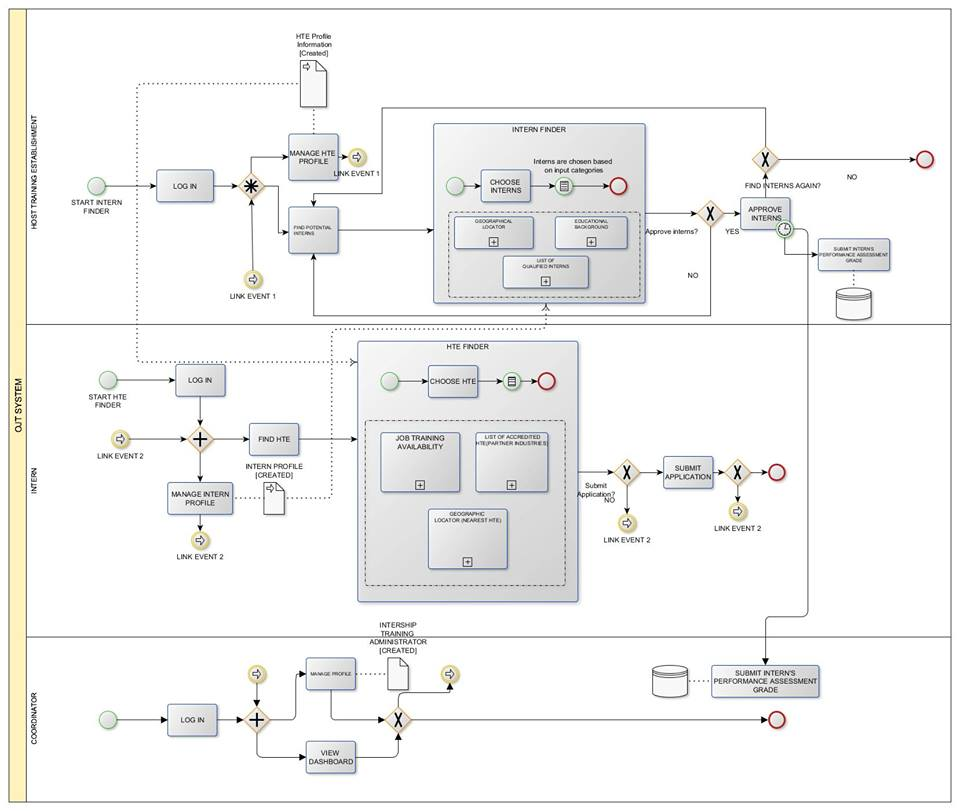 OJT SYSTEM
HOST TRAINING ESTABLISHMENT
HTE Profile
Information
[Created]
START INTERN
FINDER
LOG IN
MANAGE HTE
PROFILE
LINK EVENT 1
FIND POTENTIAL
INTERNS
LINK EVENT 1
INTERN FINDER
CHOOSE
INTERNS
Interns are chosen based
on input categories
GEOGRAPHICAL
LOCATOR
EDUCATIONAL
BACKGROUND
LIST OF
QUALIFIED INTERNS
Approve interns?
YES
NO
APPROVE
INTERNS
FIND INTERNS AGAIN?
NO
SUBMIT INTERN'S
PERFORMANCE ASSESSMENT
GRADE
INTERN
START HTE
FINDER
LOG IN
LINK EVENT 2
FIND HTE
MANAGE INTERN
PROFILE
INTERN PROFILE
[CREATED]
LINK EVENT 2
HTE FINDER
CHOOSE HTE
JOB TRAINING
AVAILABILITY
LIST OF ACCREDITED
HTE(PARTNER INDUSTRIES)
GEOGRAPHIC
LOCATOR (NEAREST HTE)
Submit
Application?
NO
LINK EVENT 2
SUBMIT
APPLICATION
LINK EVENT 2
COORDINATOR
LOG IN
MANAGE PROFILE
INTERSHIP
TRAINING
ADMINISTRATOR
[CREATED]
VIEW
DASHBOARD
SUBMIT INTERN'S
PERFORMANCE ASSESSMENT
GRADE